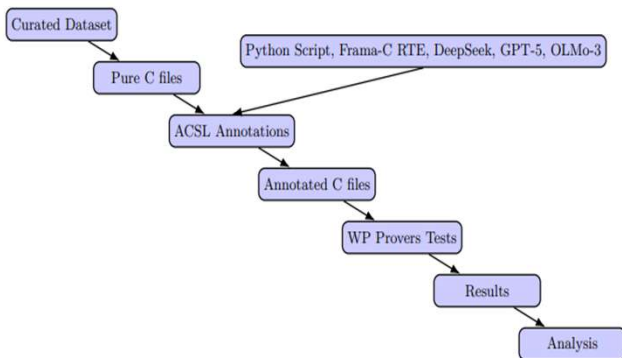 Curated Dataset
Python Script, Frama-C RTE, DeepSeek, GPT-5, OLMo-3
Pure C files
ACSL Annotations
Annotated C files
WP Provers Tests
Results
Analysis